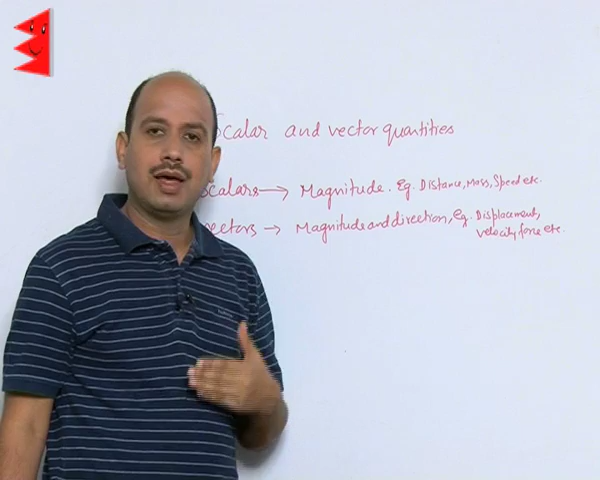 Scalar and vector quantities
Scalars → Magnitude. Eg. Distance, Mass, Speed etc.
vectors → Magnitude and direction, Eg. Displacement,
velocity, force etc.